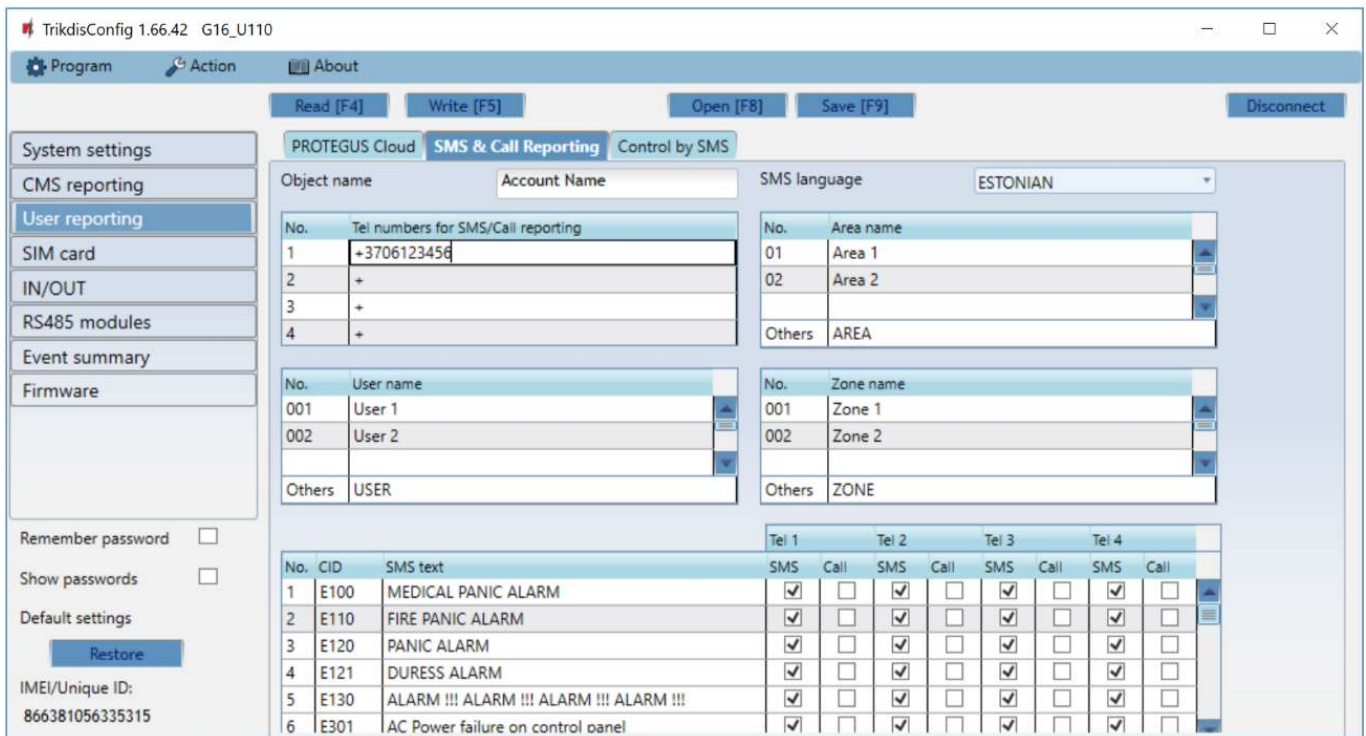 TrikdisConfig 1.66.42 G16_U110
Program Action About
Read [F4] Write [F5] Open [F8] Save [F9] Disconnect
System settings
CMS reporting
User reporting
SIM card
IN/OUT
RS485 modules
Event summary
Firmware
Remember password
Show passwords
Default settings
Restore
IMEI/Unique ID:
866381056335315
PROTEGUS Cloud SMS & Call Reporting Control by SMS
Object name Account Name SMS language ESTONIAN
No. Tel numbers for SMS/Call reporting
1 +3706123456
2 +
3 +
4 +
No. Area name
01 Area 1
02 Area 2
Others AREA
No. User name
001 User 1
002 User 2
Others USER
No. Zone name
001 Zone 1
002 Zone 2
Others ZONE
Tel 1 Tel 2 Tel 3 Tel 4
No. CID SMS text SMS Call SMS Call SMS Call SMS Call
1 E100 MEDICAL PANIC ALARM
2 E110 FIRE PANIC ALARM
3 E120 PANIC ALARM
4 E121 DURESS ALARM
5 E130 ALARM !!! ALARM !!! ALARM !!! ALARM !!!
6 E301 AC Power failure on control panel